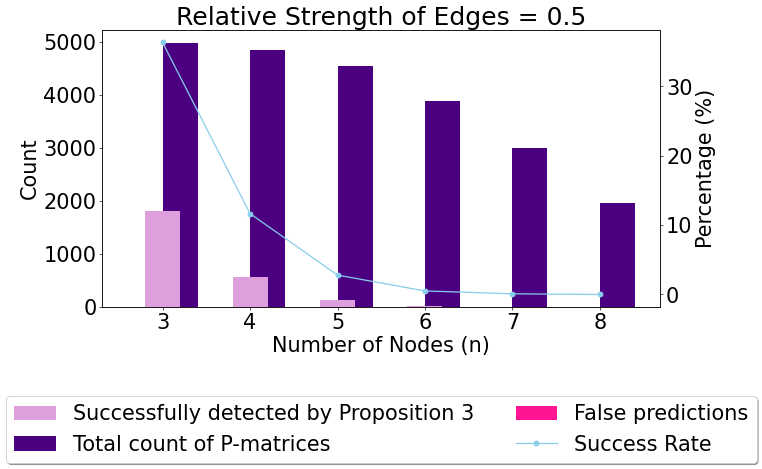 Relative Strength of Edges = 0.5
5000
4000
3000
2000
1000
0
Count
30
20
10
0
Percentage (%)
3 4 5 6 7 8
Number of Nodes (n)
Successfully detected by Proposition 3
Total count of P-matrices
False predictions
Success Rate